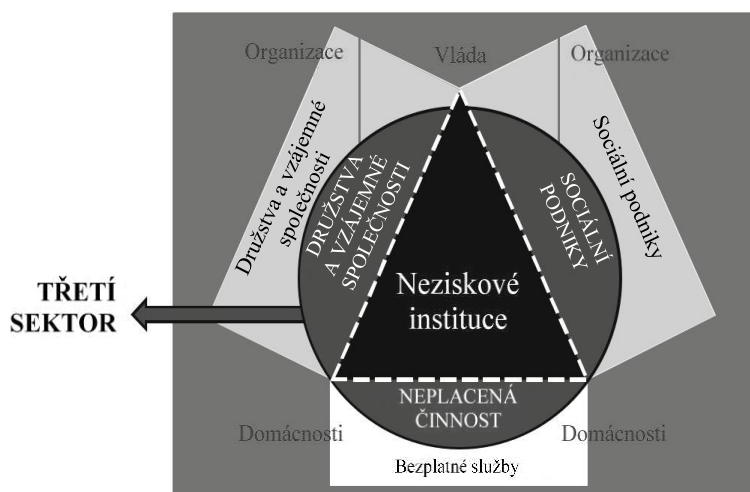 Organizace
Vláda
Organizace
Družstva a vzájemné
společnosti
DRUŽSTVA
A VZÁJEMNÉ
SPOLEČNOSTI
SOCIÁLNÍ
PODNIKY
Sociální podniky
TŘETÍ
SEKTOR
Neziskové
instituce
NEPLACENÁ
ČINNOST
Domácnosti
Domácnosti
Bezplatné služby